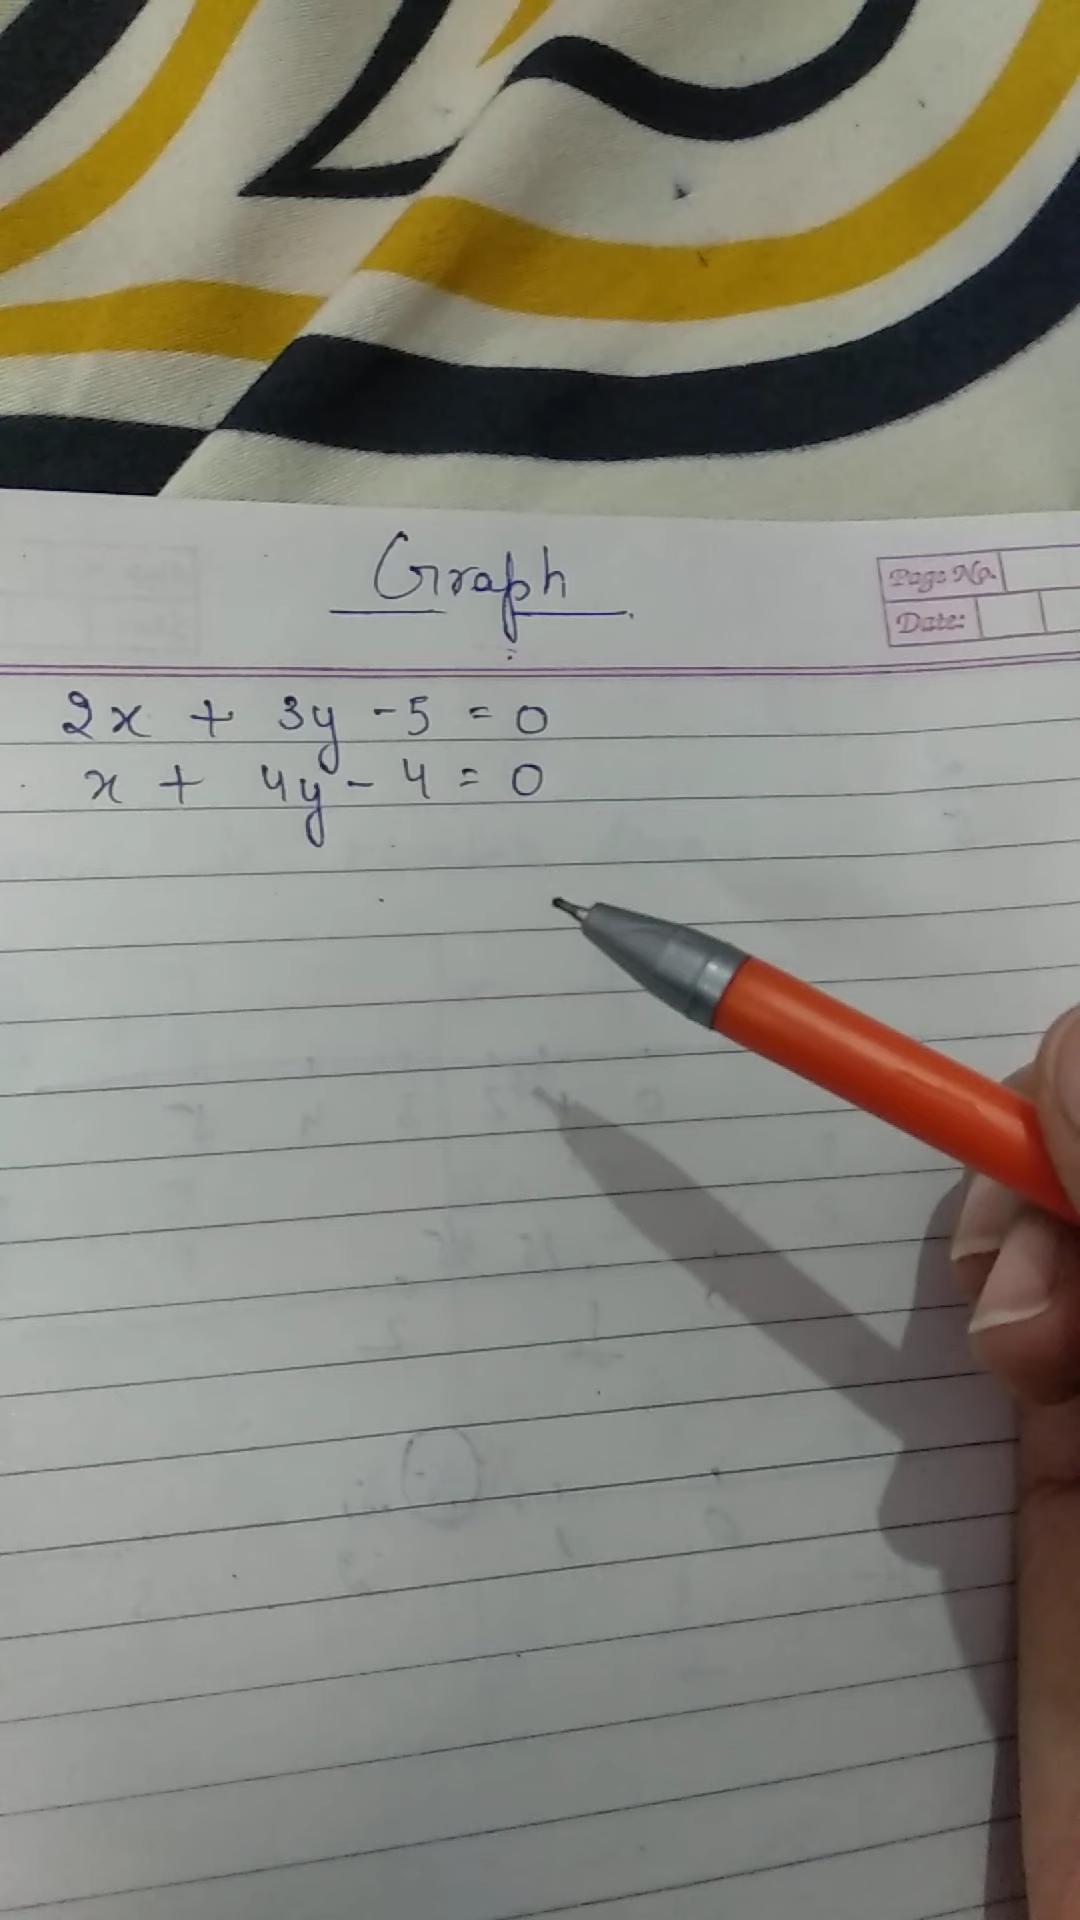 Graph
Page No.
Date:
2x + 3y - 5 = 0
x + 4y - 4 = 0